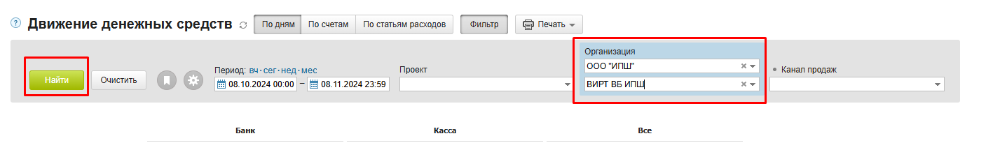 ? Движение денежных средств По дням По счетам По статьям расходов Фильтр Печать
Организация
Найти Очистить Период: вч·сег·нед·мес Проект ООО "ИПШ" Канал продаж
08.10.2024 00:00 – 08.11.2024 23:59 ВИРТ ВБ ИПШ
Банк Касса Все